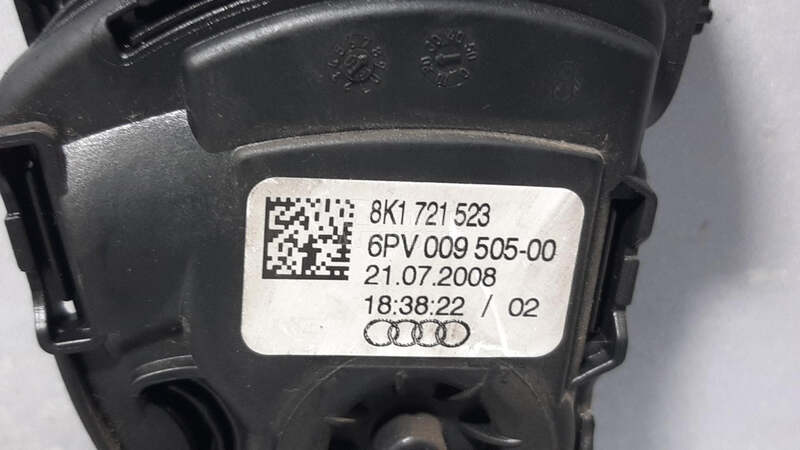 8K1 721 523
6PV 009 505-00
21.07.2008
18:38:22 / 02